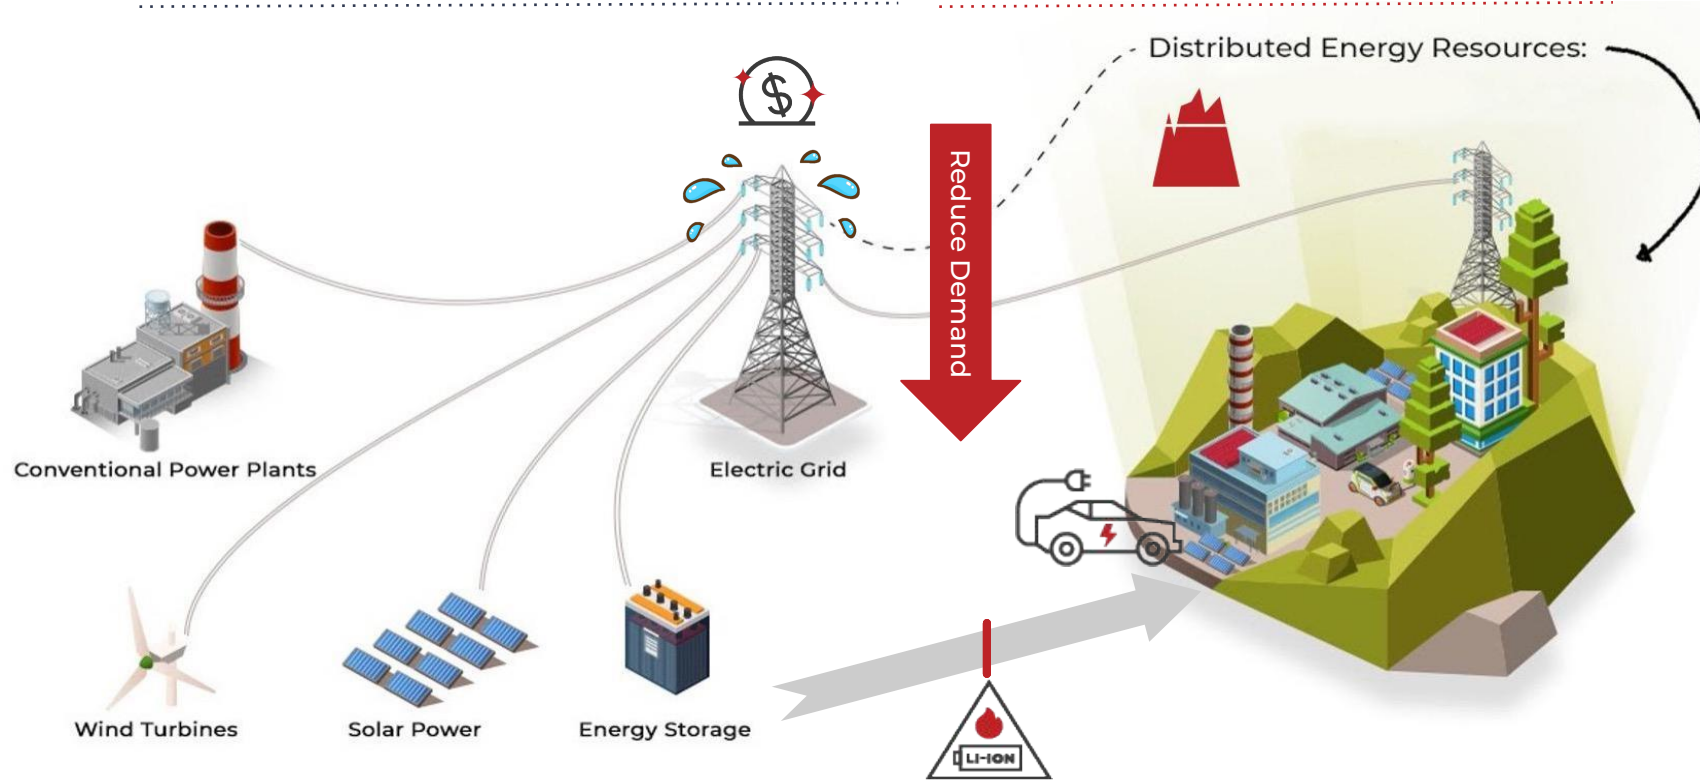 Distributed Energy Resources:
$
Reduce Demand
Conventional Power Plants
Electric Grid
Wind Turbines
Solar Power
Energy Storage
LI-ION